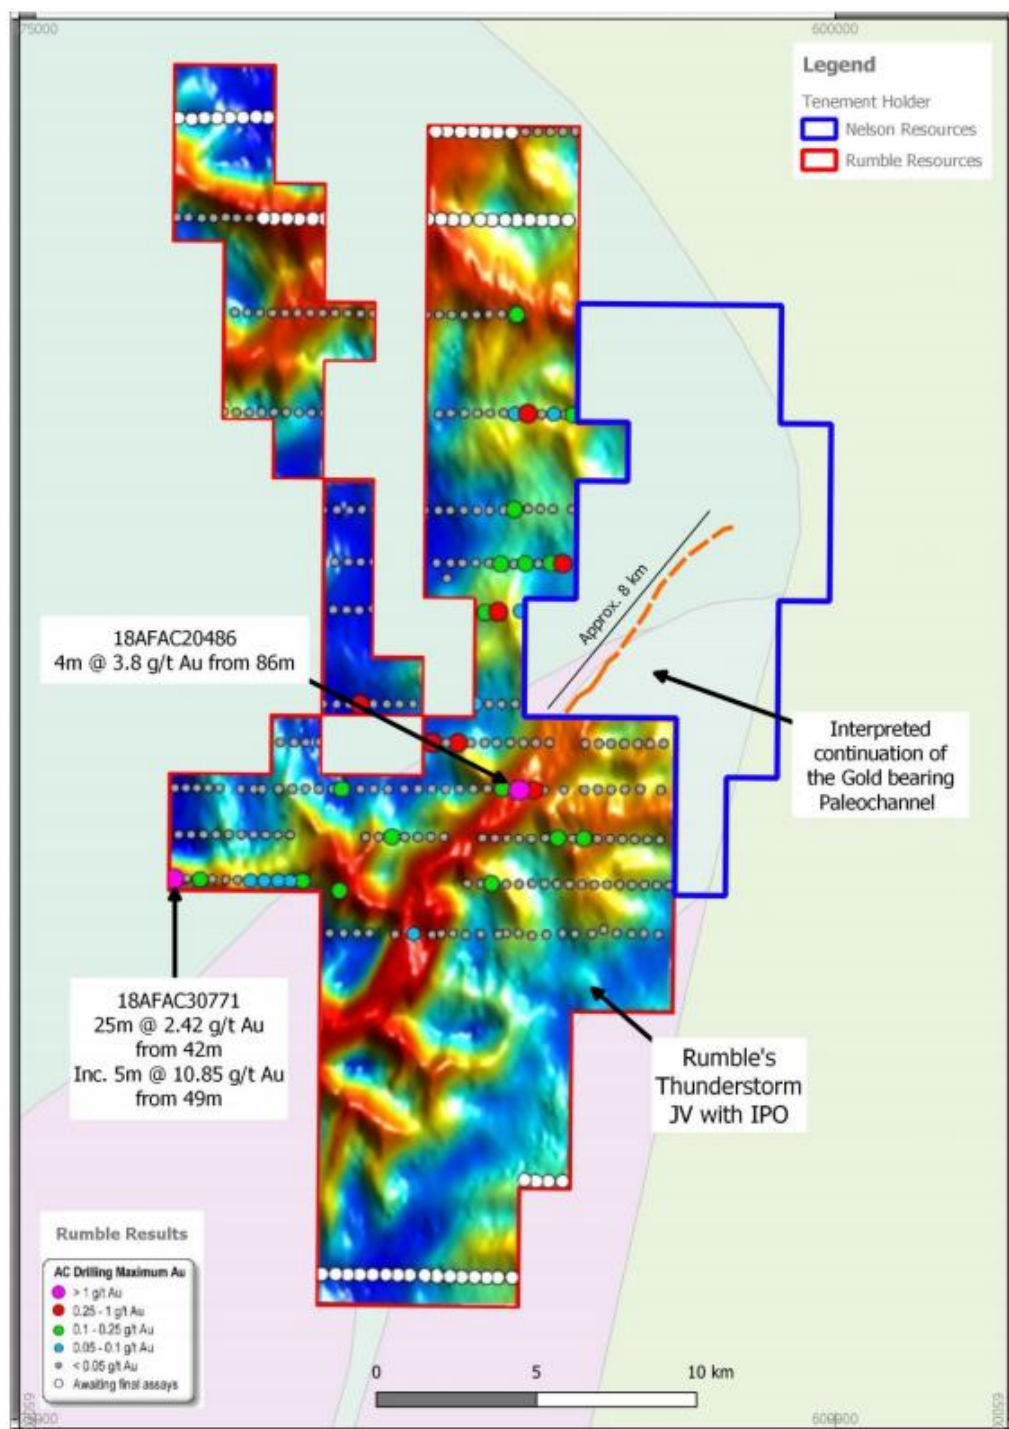 75000
600000
Legend
Tenement Holder
Nelson Resources
Rumble Resources
Approx. 8 km
18AFAC20486
4m @ 3.8 g/t Au from 86m
Interpreted
continuation of
the Gold bearing
Paleochannel
18AFAC30771
25m @ 2.42 g/t Au
from 42m
Inc. 5m @ 10.85 g/t Au
from 49m
Rumble's
Thunderstorm
JV with IPO
Rumble Results
AC Drilling Maximum Au
> 1 g/t Au
0.25 - 1 g/t Au
0.1 - 0.25 g/t Au
0.05 - 0.1 g/t Au
< 0.05 g/t Au
Awaiting final assays
0
5
10 km